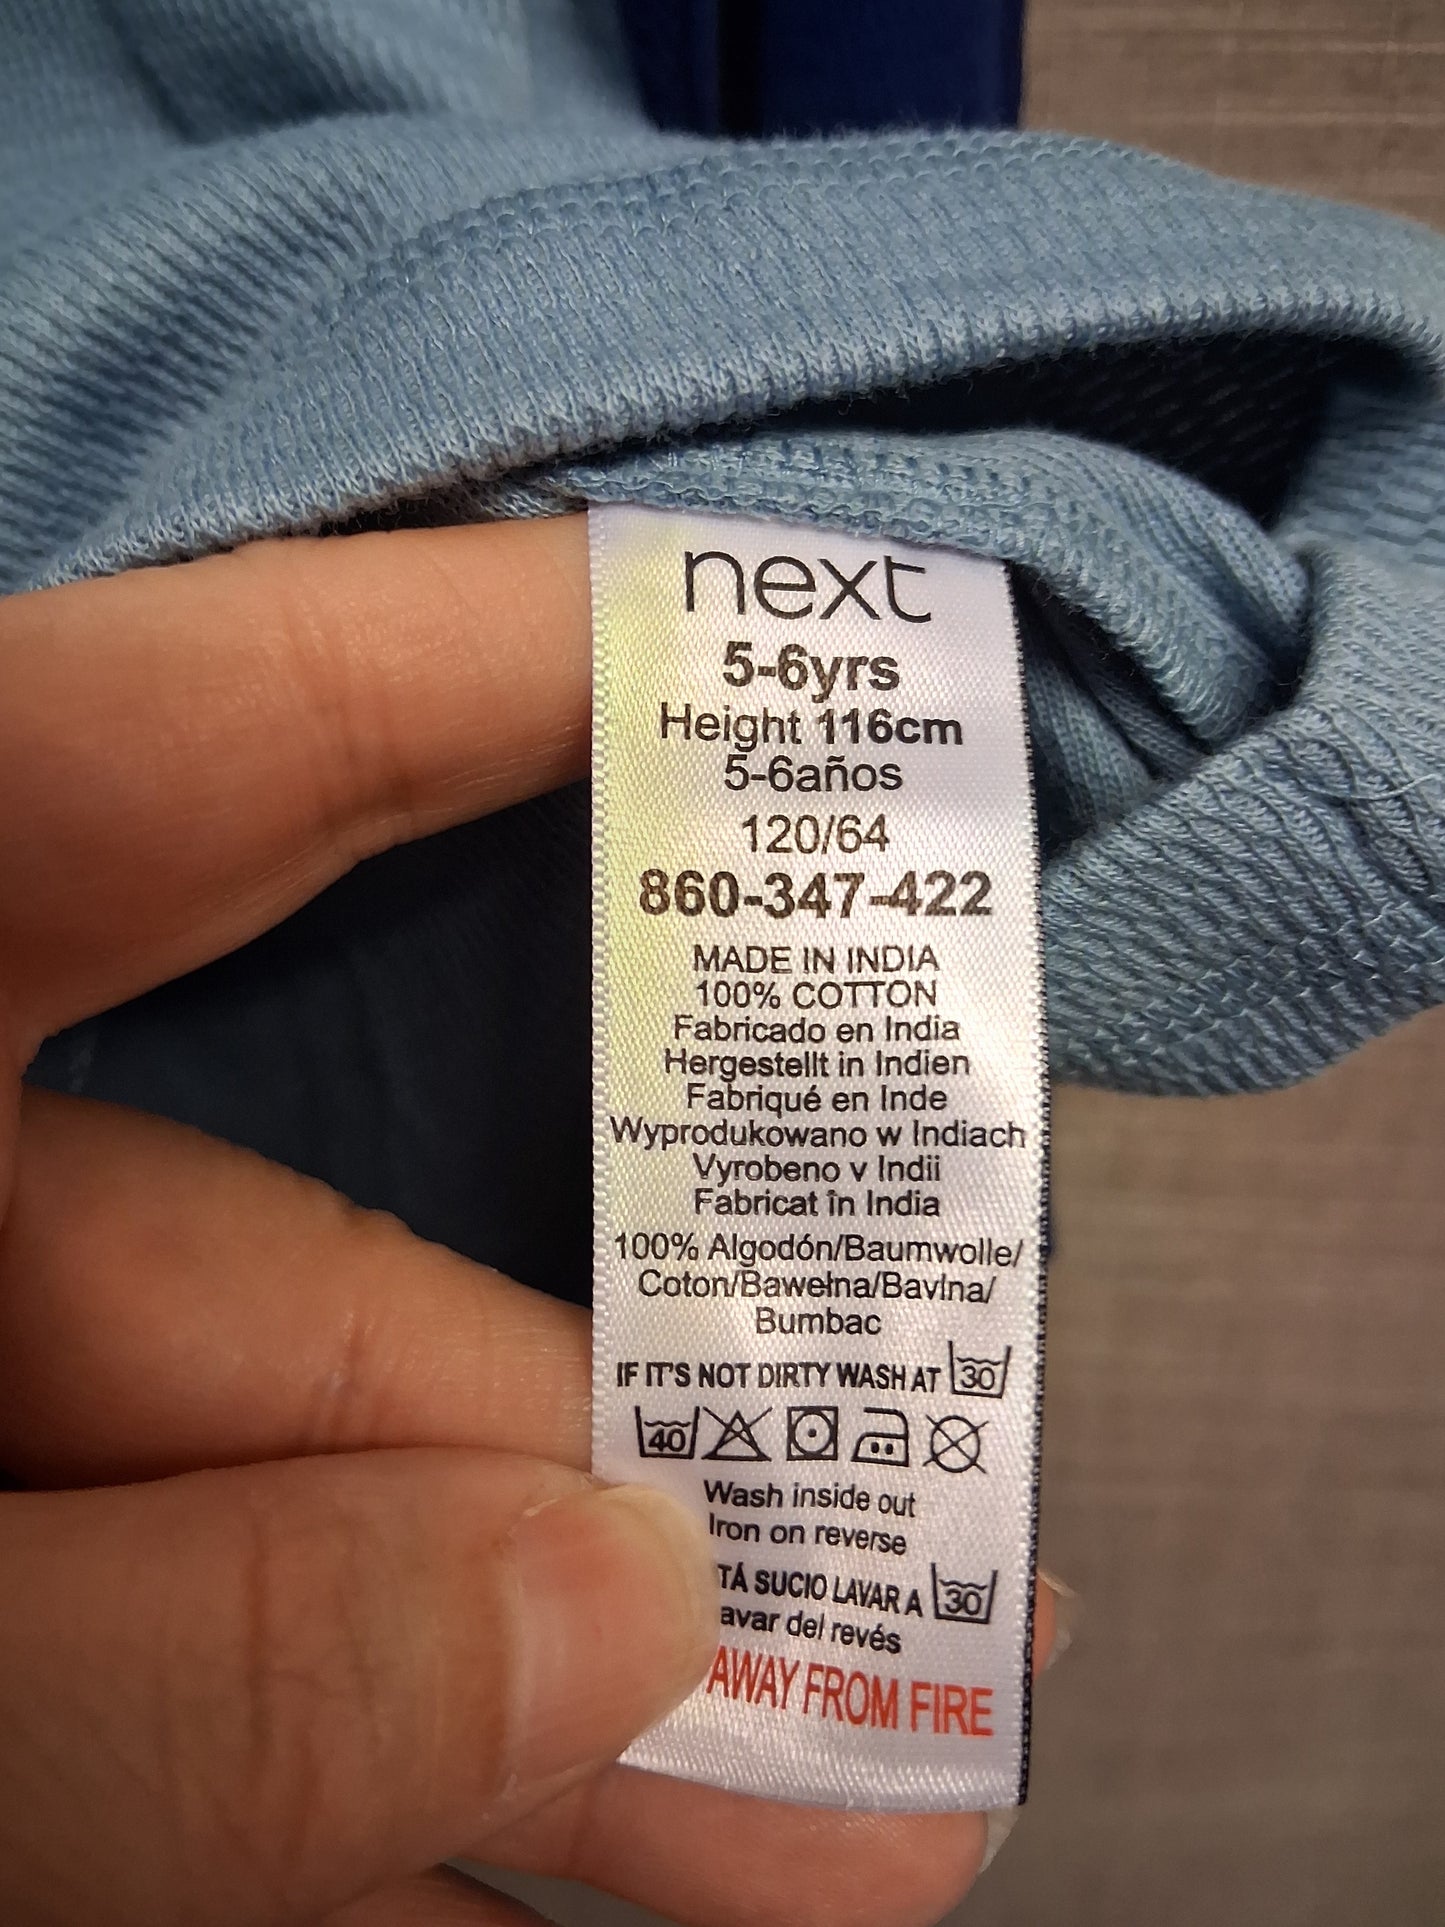 next
5-6yrs
Height 116cm
5-6años
120/64
860-347-422
MADE IN INDIA
100% COTTON
Fabricado en India
Hergestellt in Indien
Fabriqué en Inde
Wyprodukowano w Indiach
Vyrobeno v Indii
Fabricat în India
100% Algodón/Baumwolle/
Coton/Bawełna/Bavlna/
Bumbac
IF IT'S NOT DIRTY WASH AT 30
40
Wash inside out
Iron on reverse
TÁ SUCIO LAVAR A 30
avar del revés
AWAY FROM FIRE